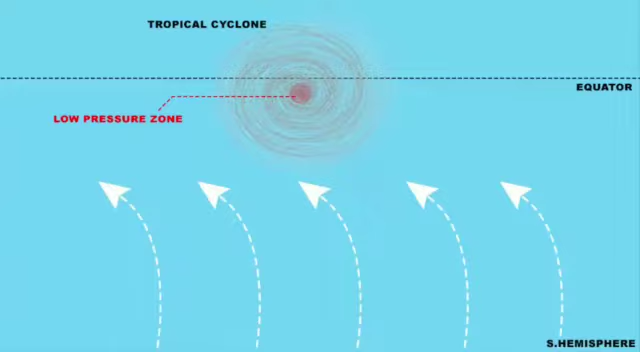 TROPICAL CYCLONE
EQUATOR
LOW PRESSURE ZONE
S.HEMISPHERE